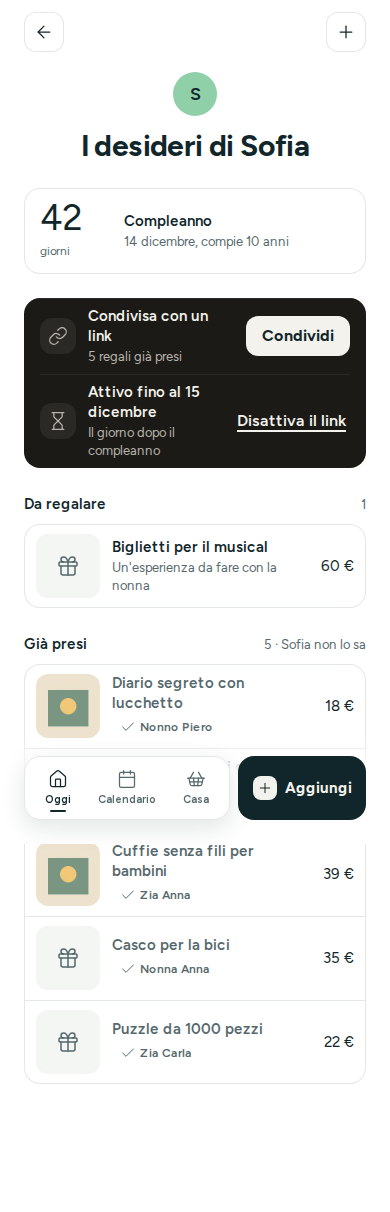 S
I desideri di Sofia
42
giorni
Compleanno
14 dicembre, compie 10 anni
Condivisa con un
link
5 regali già presi
Condividi
Attivo fino al 15
dicembre
Il giorno dopo il
compleanno
Disattiva il link
Da regalare
1
Biglietti per il musical
Un'esperienza da fare con la
nonna
60 €
Già presi
5 · Sofia non lo sa
Diario segreto con
lucchetto
Nonno Piero
18 €
Oggi
Calendario
Casa
Aggiungi
Cuffie senza fili per
bambini
Zia Anna
39 €
Casco per la bici
Nonna Anna
35 €
Puzzle da 1000 pezzi
Zia Carla
22 €